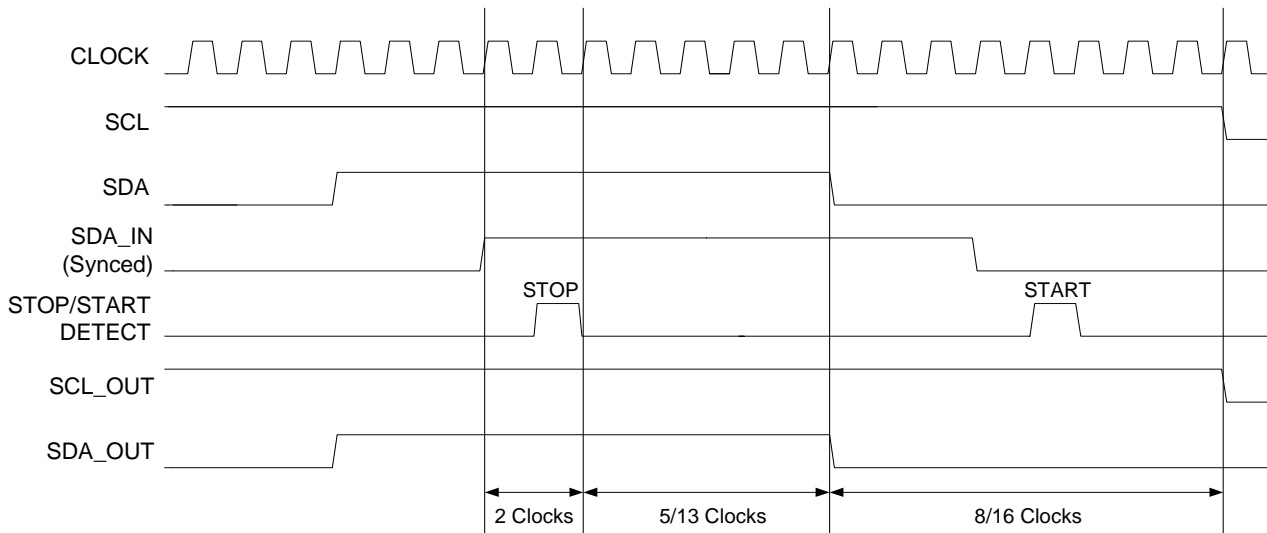 CLOCK
SCL
SDA
SDA_IN
(Synced)
STOP
START
STOP/START
DETECT
SCL_OUT
SDA_OUT
2 Clocks
5/13 Clocks
8/16 Clocks